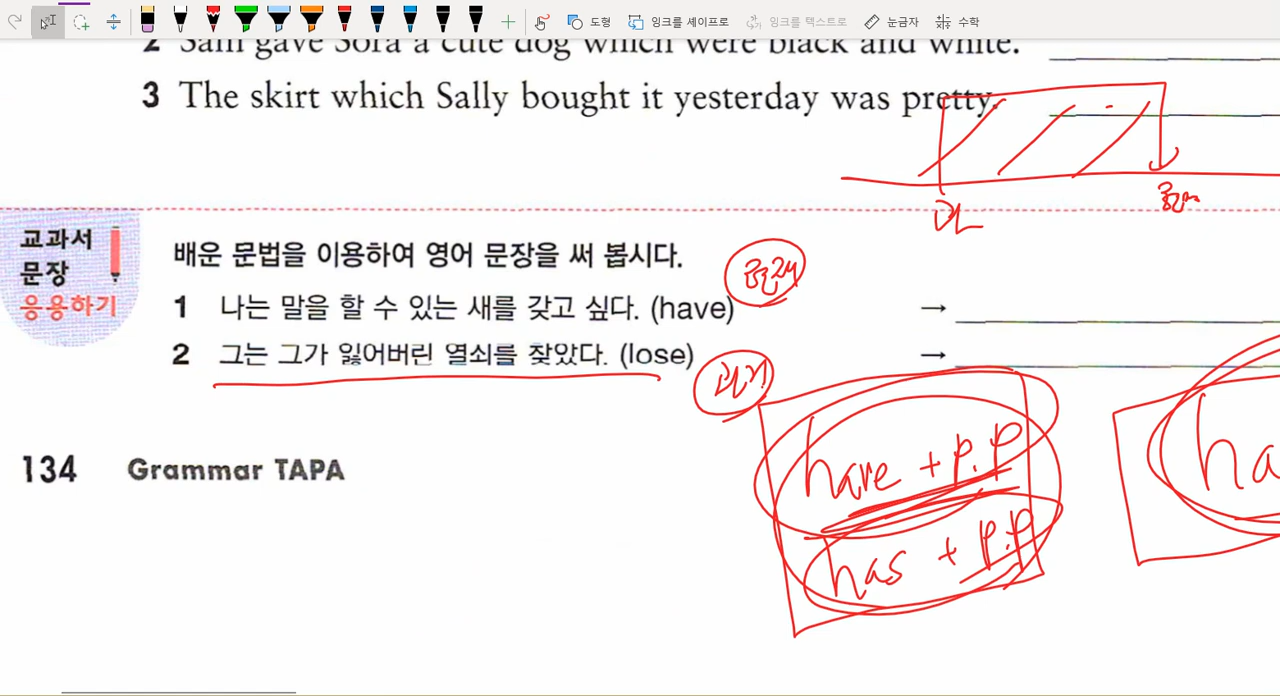 도형 잉크를 셰이프로 잉크를 텍스트로 눈금자 수학
2 Sam gave Sora a cute dog which were black and white.
3 The skirt which Sally bought it yesterday was pretty.
교과서
문장
응용하기
배운 문법을 이용하여 영어 문장을 써 봅시다.
현재
1 나는 말을 할 수 있는 새를 갖고 싶다. (have) →
2 그는 그가 잃어버린 열쇠를 찾았다. (lose) →
과거
have + p.p
has + p.p
ha
134 Grammar TAPA